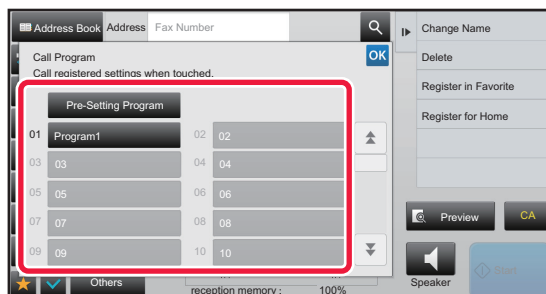 Address Book Address Fax Number
Change Name
Call Program OK
Call registered settings when touched.
Delete
Register in Favorite
Pre-Setting Program
Register for Home
01 Program1 02 02
03 03 04 04
05 05 06 06
07 07 08 08
Preview CA
09 09 10 10
Start
Others
Speaker
reception memory : 100%